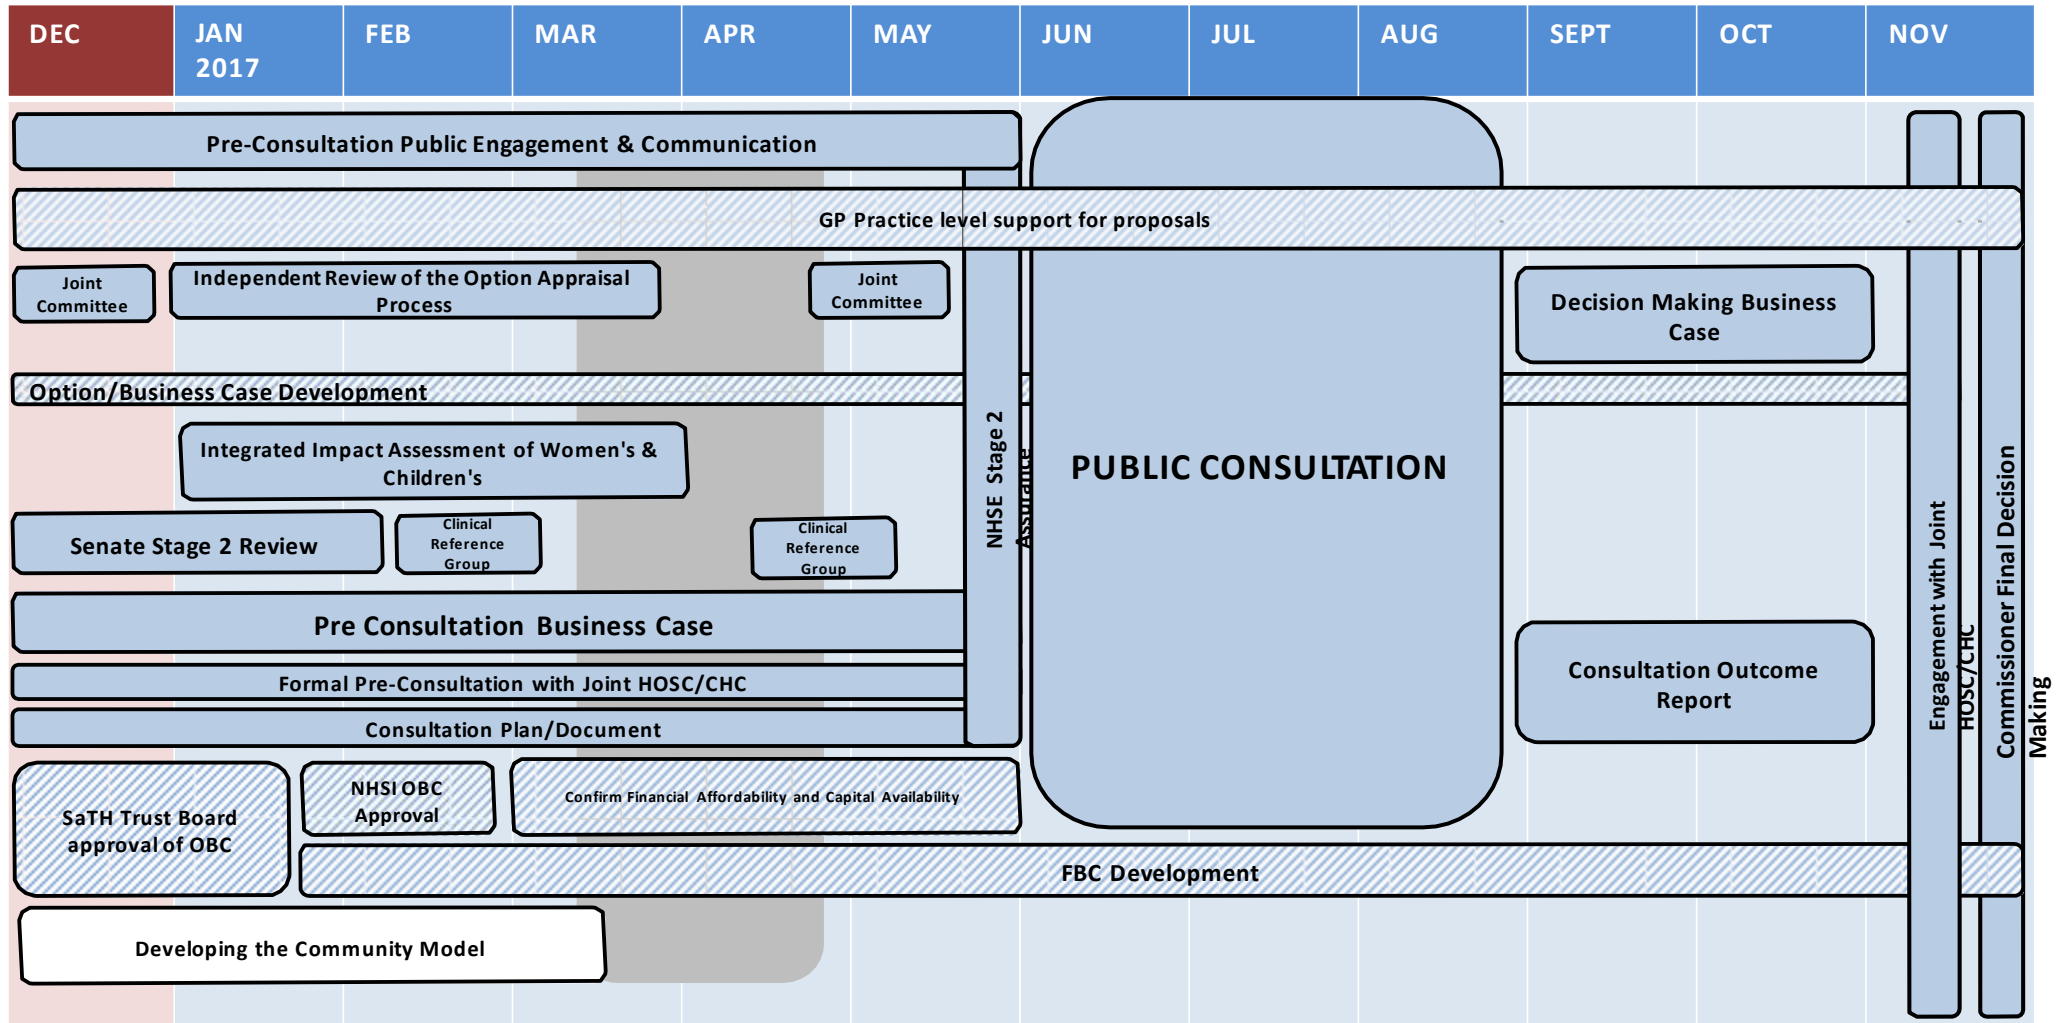 DEC
JAN
2017
FEB
MAR
APR
MAY
JUN
JUL
AUG
SEPT
OCT
NOV
Pre-Consultation Public Engagement & Communication
GP Practice level support for proposals
Joint
Committee
Independent Review of the Option Appraisal
Process
Joint
Committee
Decision Making Business
Case
Option/Business Case Development
Integrated Impact Assessment of Women's &
Children's
Senate Stage 2 Review
Clinical
Reference
Group
Clinical
Reference
Group
NHSE Stage 2
Assurance
PUBLIC CONSULTATION
Pre Consultation Business Case
Formal Pre-Consultation with Joint HOSC/CHC
Consultation Plan/Document
Consultation Outcome
Report
Engagement with Joint
HOSC/CHC
Commissioner Final Decision
Making
SaTH Trust Board
approval of OBC
NHSI OBC
Approval
Confirm Financial Affordability and Capital Availability
FBC Development
Developing the Community Model